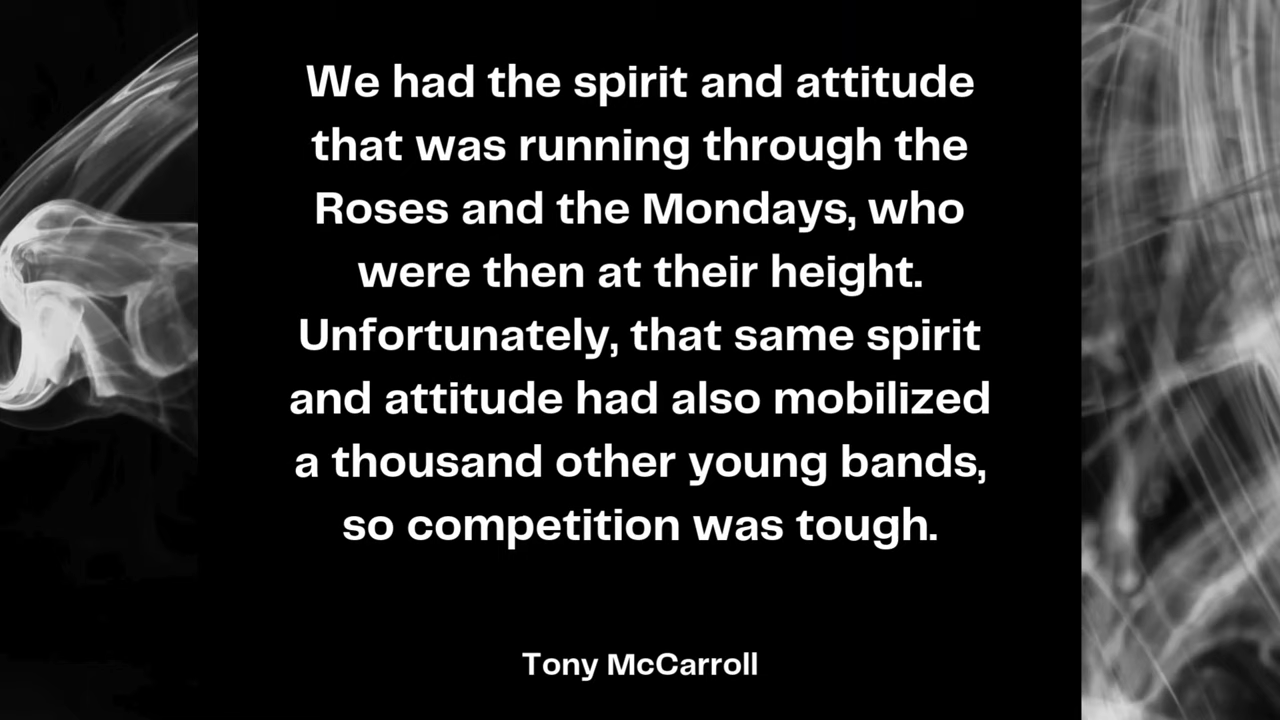 We had the spirit and attitude
that was running through the
Roses and the Mondays, who
were then at their height.
Unfortunately, that same spirit
and attitude had also mobilized
a thousand other young bands,
so competition was tough.
Tony McCarroll